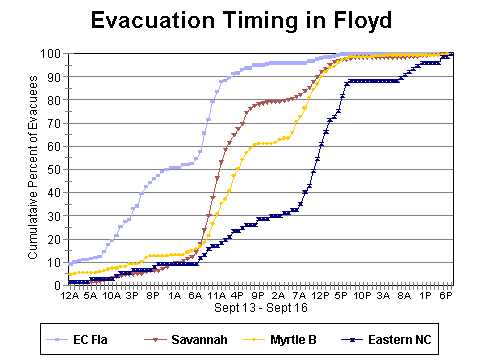 Evacuation Timing in Floyd
Cumulataive Percent of Evacuees
100
90
80
70
60
50
40
30
20
10
0
12A 5A 10A 3P 8P 1A 6A 11A 4P 9P 2A 7A 12P 5P 10P 3A 8A 1P 6P
Sept 13 - Sept 16
EC Fla Savannah Myrtle B Eastern NC